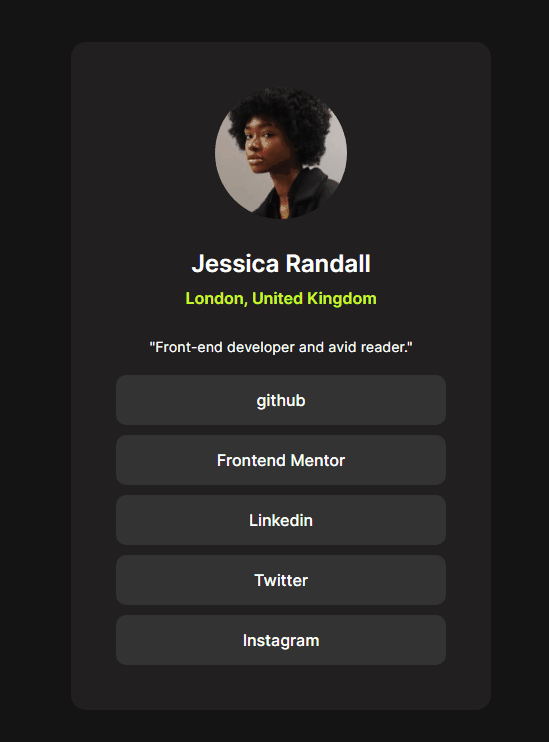 Jessica Randall
London, United Kingdom
"Front-end developer and avid reader."
github
Frontend Mentor
Linkedin
Twitter
Instagram